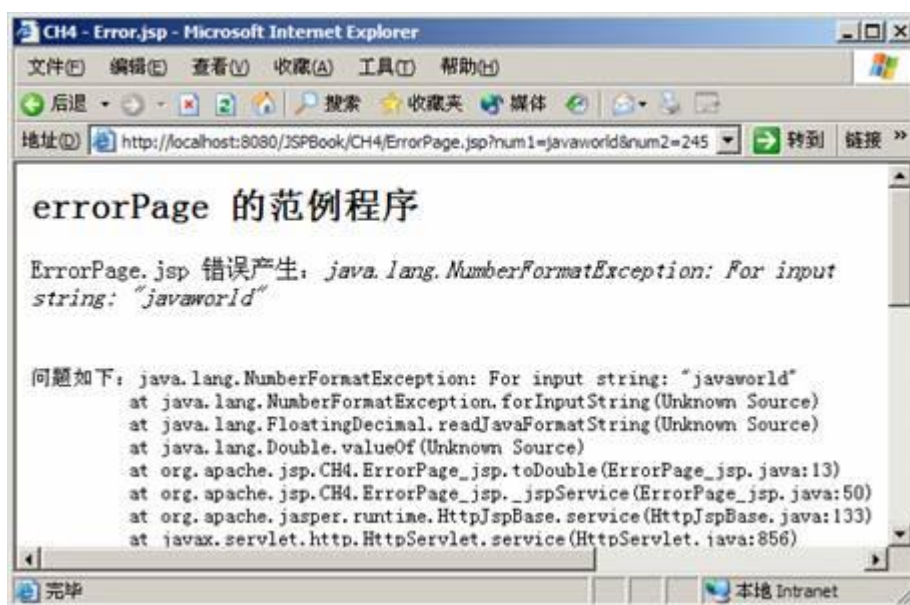 CH4 - Error.jsp - Microsoft Internet Explorer
文件(F) 编辑(E) 查看(V) 收藏(A) 工具(T) 帮助(H)
后退 搜索 收藏夹 媒体
地址(D) http://localhost:8080/JSPBook/CH4/ErrorPage.jsp?num1=javaworld&num2=245 转到 链接 »
errorPage 的范例程序
ErrorPage.jsp 错误产生：java.lang.NumberFormatException: For input
string: "javaworld"
问题如下：java.lang.NumberFormatException: For input string: "javaworld"
at java.lang.NumberFormatException.forInputString(Unknown Source)
at java.lang.FloatingDecimal.readJavaFormatString(Unknown Source)
at java.lang.Double.valueOf(Unknown Source)
at org.apache.jsp.CH4.ErrorPage_jsp.toDouble(ErrorPage_jsp.java:13)
at org.apache.jsp.CH4.ErrorPage_jsp._jspService(ErrorPage_jsp.java:50)
at org.apache.jasper.runtime.HttpJspBase.service(HttpJspBase.java:133)
at javax.servlet.http.HttpServlet.service(HttpServlet.java:856)
完毕 本地 Intranet